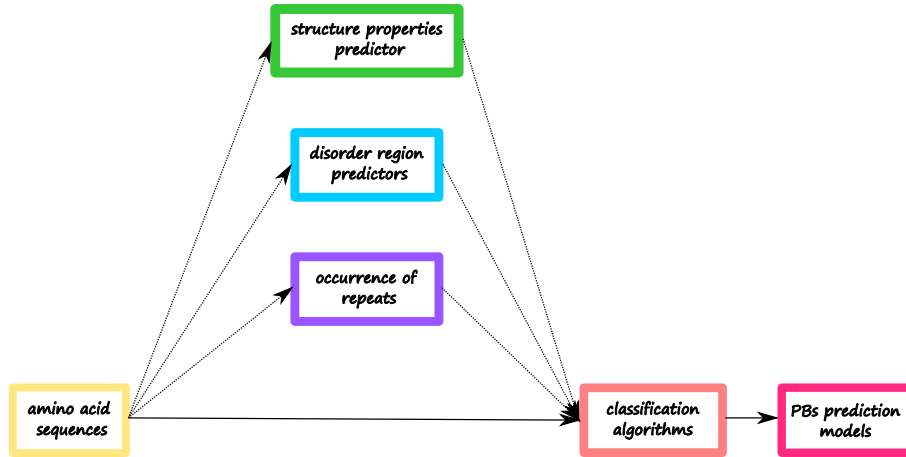 structure properties
predictor
disorder region
predictors
occurrence of
repeats
amino acid
sequences
classification
algorithms
PBs prediction
models